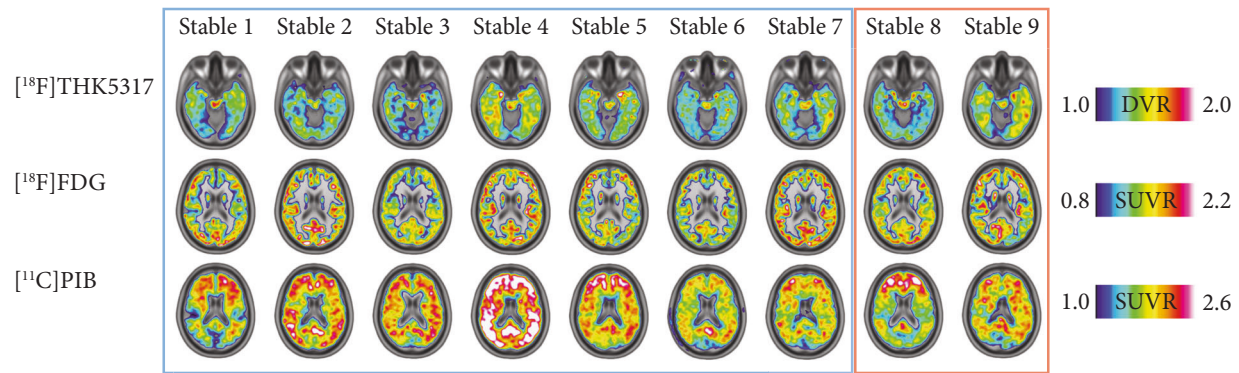 Stable 1 Stable 2 Stable 3 Stable 4 Stable 5 Stable 6 Stable 7 Stable 8 Stable 9
[¹⁸F]THK5317
1.0 DVR 2.0
[¹⁸F]FDG
0.8 SUVR 2.2
[¹¹C]PIB
1.0 SUVR 2.6